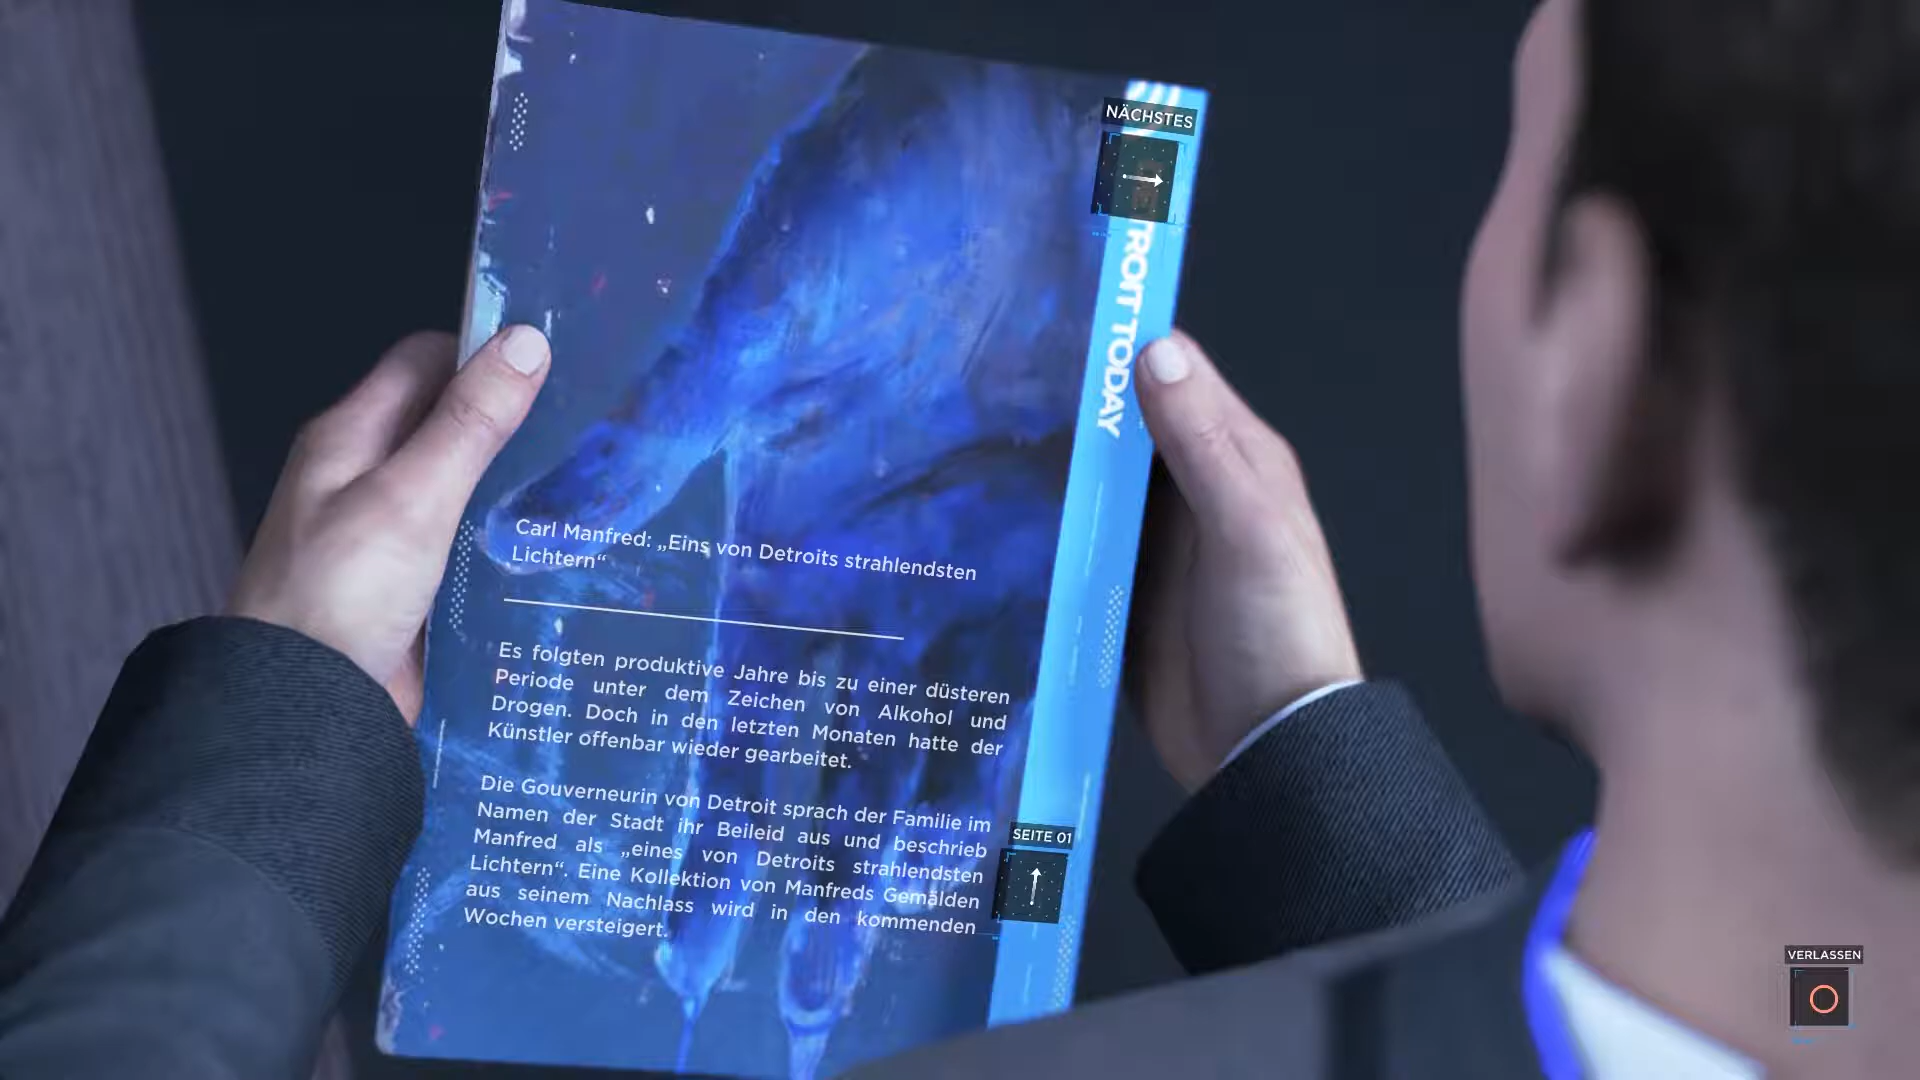 NÄCHSTES
TROIT TODAY
Carl Manfred: „Eins von Detroits strahlendsten
Lichtern“
Es folgten produktive Jahre bis zu einer düsteren
Periode unter dem Zeichen von Alkohol und
Drogen. Doch in den letzten Monaten hatte der
Künstler offenbar wieder gearbeitet.
Die Gouverneurin von Detroit sprach der Familie im
Namen der Stadt ihr Beileid aus und beschrieb
Manfred als „eines von Detroits strahlendsten
Lichtern“. Eine Kollektion von Manfreds Gemälden
aus seinem Nachlass wird in den kommenden
Wochen versteigert.
SEITE 01
VERLASSEN